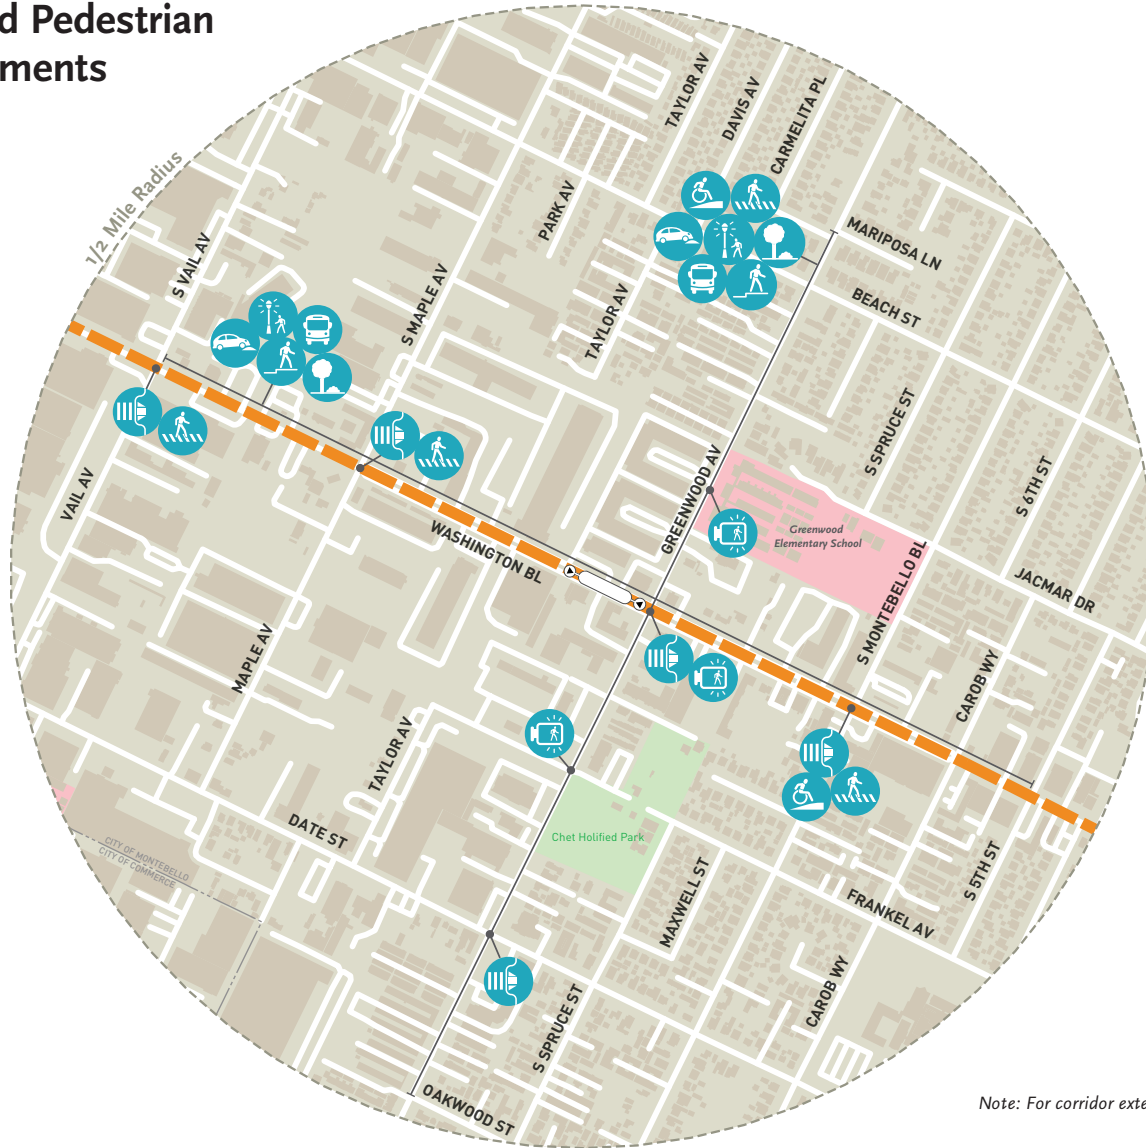 d Pedestrian
ments
1/2 Mile Radius
TAYLOR AV
DAVIS AV
CARMELITA PL
PARK AV
MARIPOSA LN
S VAIL AV
S MAPLE AV
TAYLOR AV
BEACH ST
S SPRUCE ST
VAIL AV
GREENWOOD AV
S 6TH ST
WASHINGTON BL
Greenwood
Elementary School
S MONTEBELLO BL
JACMAR DR
MAPLE AV
CAROB WY
TAYLOR AV
DATE ST
Chet Holified Park
CITY OF MONTEBELLO
CITY OF COMMERCE
MAXWELL ST
S 5TH ST
FRANKEL AV
CAROB WY
S SPRUCE ST
OAKWOOD ST
Note: For corridor exte